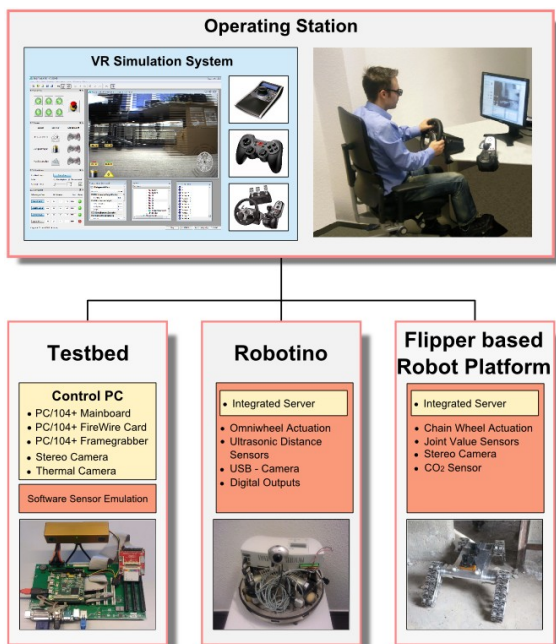 Operating Station
VR Simulation System
Testbed
Control PC
• PC/104+ Mainboard
• PC/104+ FireWire Card
• PC/104+ Framegrabber
• Stereo Camera
• Thermal Camera
Software Sensor Emulation
Robotino
• Integrated Server
• Omniwheel Actuation
• Ultrasonic Distance
Sensors
• USB - Camera
• Digital Outputs
Flipper based
Robot Platform
• Integrated Server
• Chain Wheel Actuation
• Joint Value Sensors
• Stereo Camera
• CO₂ Sensor